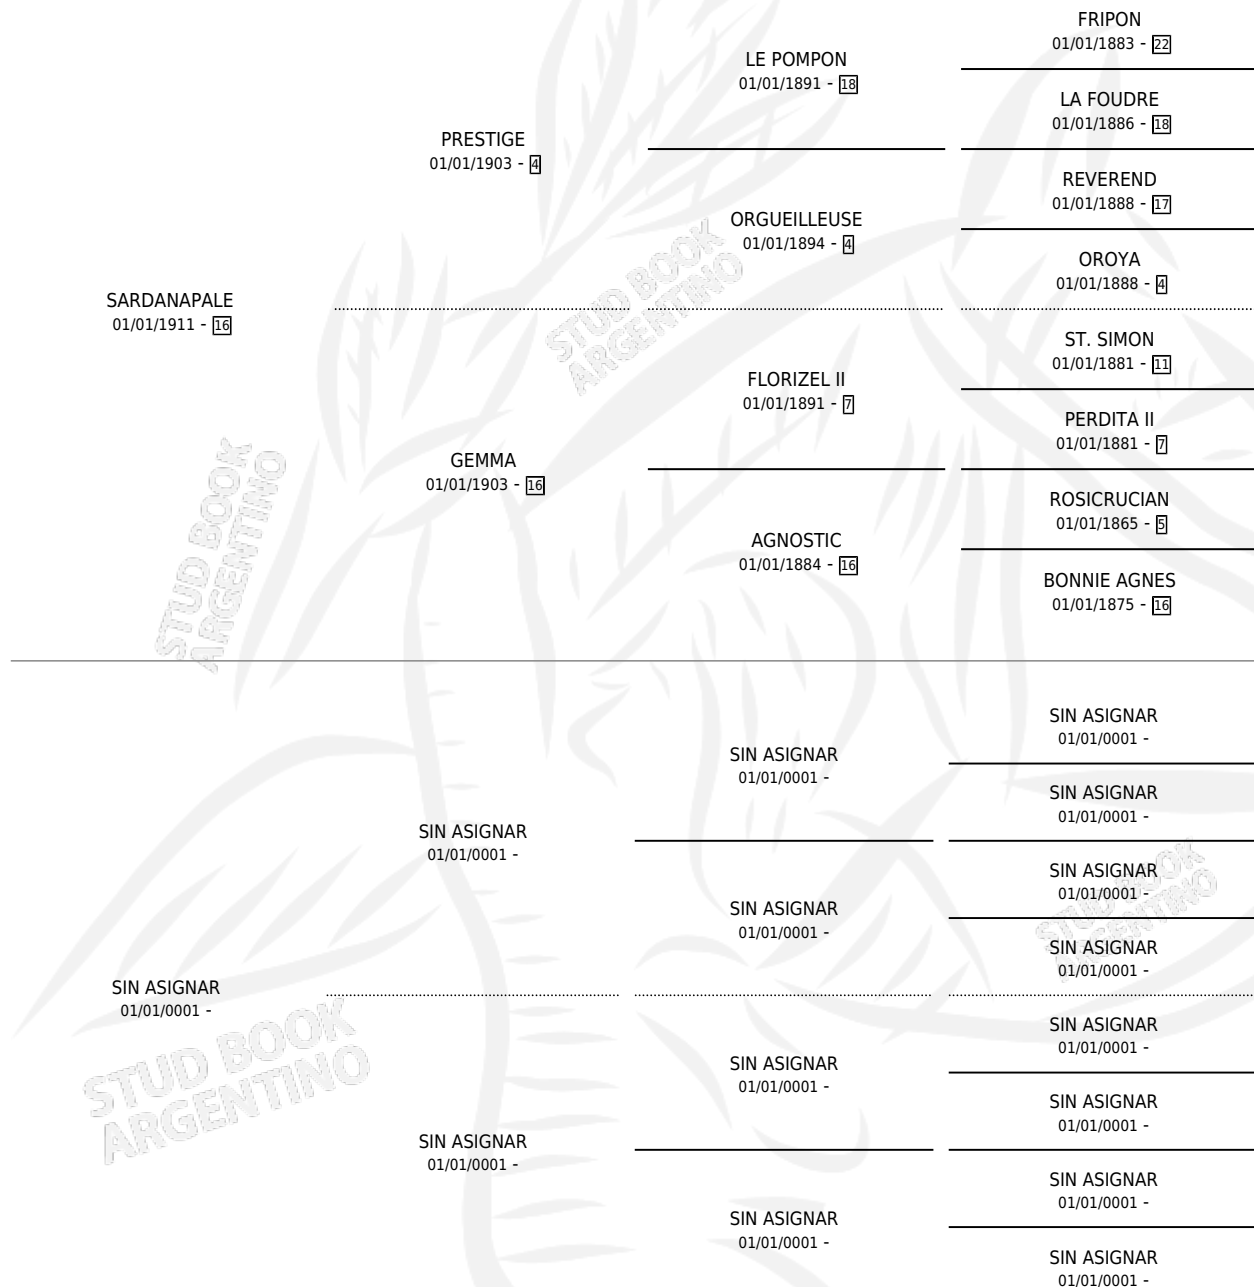 FRIPON
01/01/1883 - 22
LE POMPON
01/01/1891 - 18
LA FOUDRE
01/01/1886 - 18
PRESTIGE
01/01/1903 - 4
REVEREND
01/01/1888 - 17
ORGUEILLEUSE
01/01/1894 - 4
OROYA
01/01/1888 - 4
SARDANAPALE
01/01/1911 - 16
ST. SIMON
01/01/1881 - 11
FLORIZEL II
01/01/1891 - 7
PERDITA II
01/01/1881 - 7
GEMMA
01/01/1903 - 16
ROSICRUCIAN
01/01/1865 - 5
AGNOSTIC
01/01/1884 - 16
BONNIE AGNES
01/01/1875 - 16
STUD BOOK
ARGENTINO
STUD BOOK
ARGENTINO
SIN ASIGNAR
01/01/0001 -
SIN ASIGNAR
01/01/0001 -
SIN ASIGNAR
01/01/0001 -
SIN ASIGNAR
01/01/0001 -
SIN ASIGNAR
01/01/0001 -
SIN ASIGNAR
01/01/0001 -
SIN ASIGNAR
01/01/0001 -
SIN ASIGNAR
01/01/0001 -
SIN ASIGNAR
01/01/0001 -
SIN ASIGNAR
01/01/0001 -
SIN ASIGNAR
01/01/0001 -
SIN ASIGNAR
01/01/0001 -
SIN ASIGNAR
01/01/0001 -
SIN ASIGNAR
01/01/0001 -
SIN ASIGNAR
01/01/0001 -
STUD BOOK
ARGENTINO
STUD BOOK
ARGENTINO